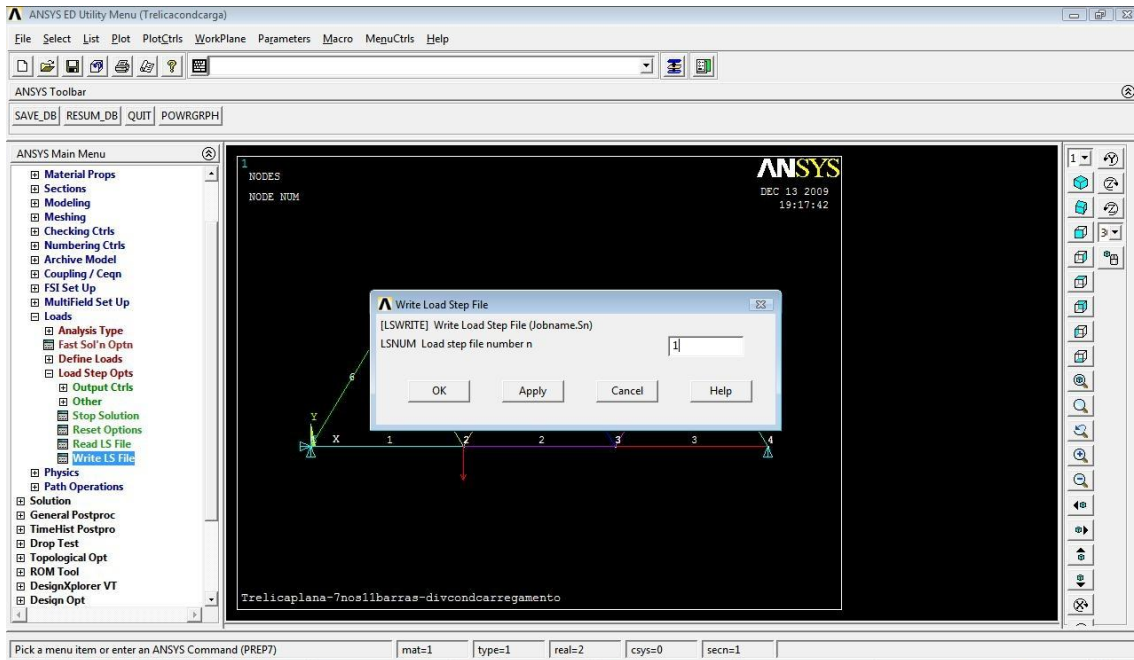 ANSYS ED Utility Menu (Trelicacondcarga)
File Select List Plot PlotCtrls WorkPlane Parameters Macro MenuCtrls Help
ANSYS Toolbar
SAVE_DB RESUM_DB QUIT POWRGRPH
ANSYS Main Menu
Material Props
Sections
Modeling
Meshing
Checking Ctrls
Numbering Ctrls
Archive Model
Coupling / Ceqn
FSI Set Up
MultiField Set Up
Loads
Analysis Type
Fast Sol'n Optn
Define Loads
Load Step Opts
Output Ctrls
Other
Stop Solution
Reset Options
Read LS File
Write LS File
Physics
Path Operations
Solution
General Postproc
TimeHist Postpro
Drop Test
Topological Opt
ROM Tool
DesignXplorer VT
Design Opt
1
NODES
NODE NUM
ANSYS
DEC 13 2009
19:17:42
Write Load Step File
[LSWRITE] Write Load Step File (Jobname.Sn)
LSNUM Load step file number n
1
OK Apply Cancel Help
6
Y
X 1 2 2 3 3 4
Trelicaplana-7nos11barras-divcondcarregamento
1
Pick a menu item or enter an ANSYS Command (PREP7)
mat=1 type=1 real=2 csys=0 secn=1